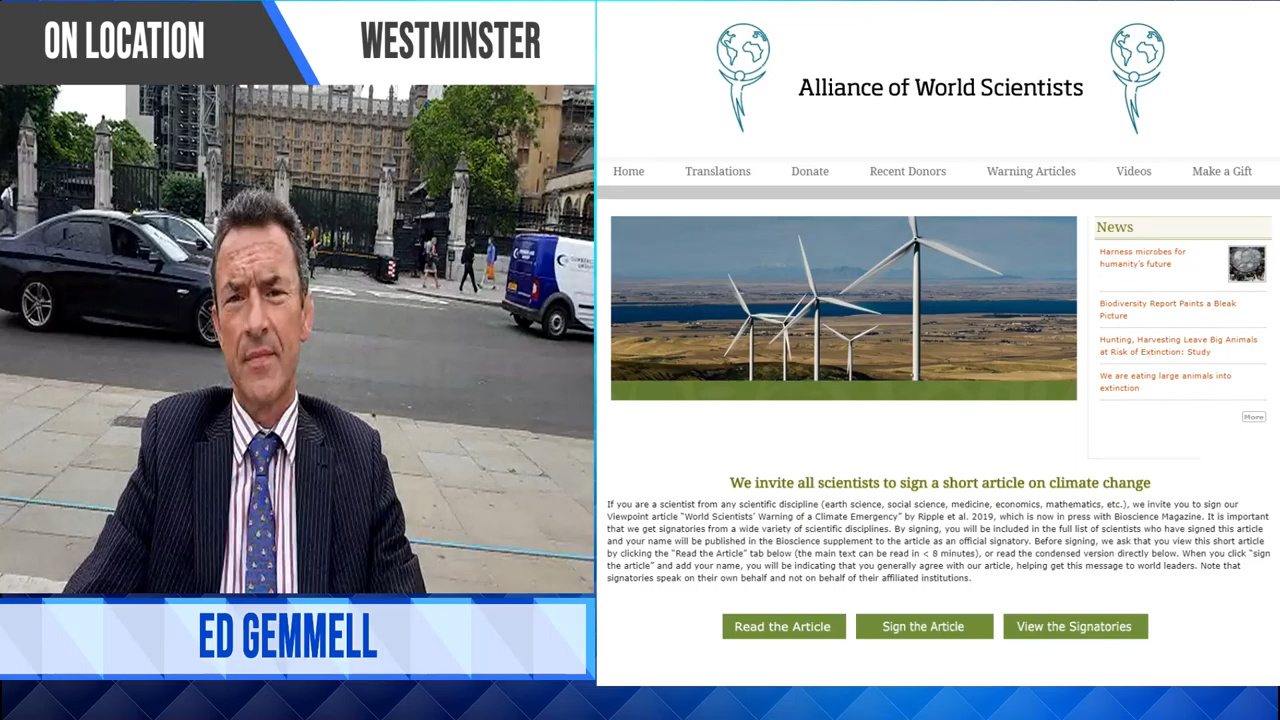 ON LOCATION
WESTMINSTER
ED GEMMELL
Alliance of World Scientists
Home Translations Donate Recent Donors Warning Articles Videos Make a Gift
News
Harness microbes for
humanity's future
Biodiversity Report Paints a Bleak
Picture
Hunting, Harvesting Leave Big Animals
at Risk of Extinction: Study
We are eating large animals into
extinction
More
We invite all scientists to sign a short article on climate change
If you are a scientist from any scientific discipline (earth science, social science, medicine, economics, mathematics, etc.), we invite you to sign our
Viewpoint article "World Scientists' Warning of a Climate Emergency" by Ripple et al. 2019, which is now in press with Bioscience Magazine. It is important
that we get signatories from a wide variety of scientific disciplines. By signing, you will be included in the full list of scientists who have signed this article
and your name will be published in the Bioscience supplement to the article as an official signatory. Before signing, we ask that you view this short article
by clicking the "Read the Article" tab below (the main text can be read in < 8 minutes), or read the condensed version directly below. When you click "sign
the article" and add your name, you will be indicating that you generally agree with our article, helping get this message to world leaders. Note that
signatories speak on their own behalf and not on behalf of their affiliated institutions.
Read the Article Sign the Article View the Signatories